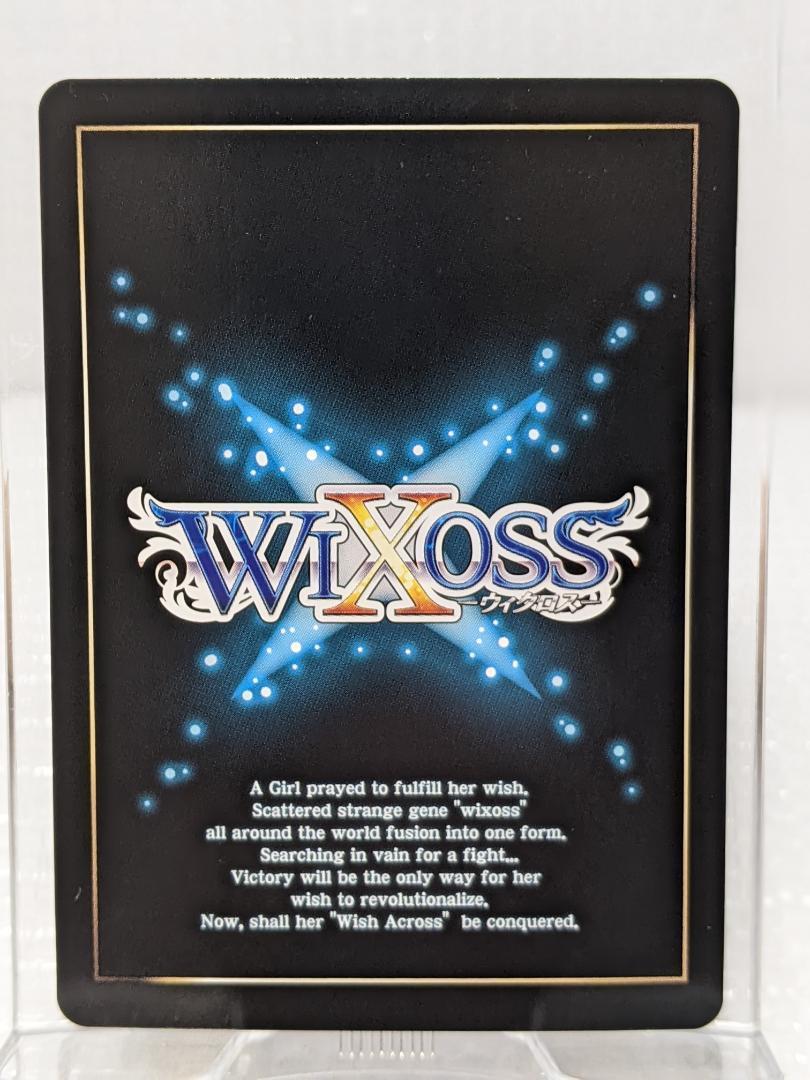 WIXOSS
ーウィクロスー
A Girl prayed to fulfill her wish.
Scattered strange gene "wixoss"
all around the world fusion into one form.
Searching in vain for a fight...
Victory will be the only way for her
wish to revolutionalize.
Now, shall her "Wish Across" be conquered.